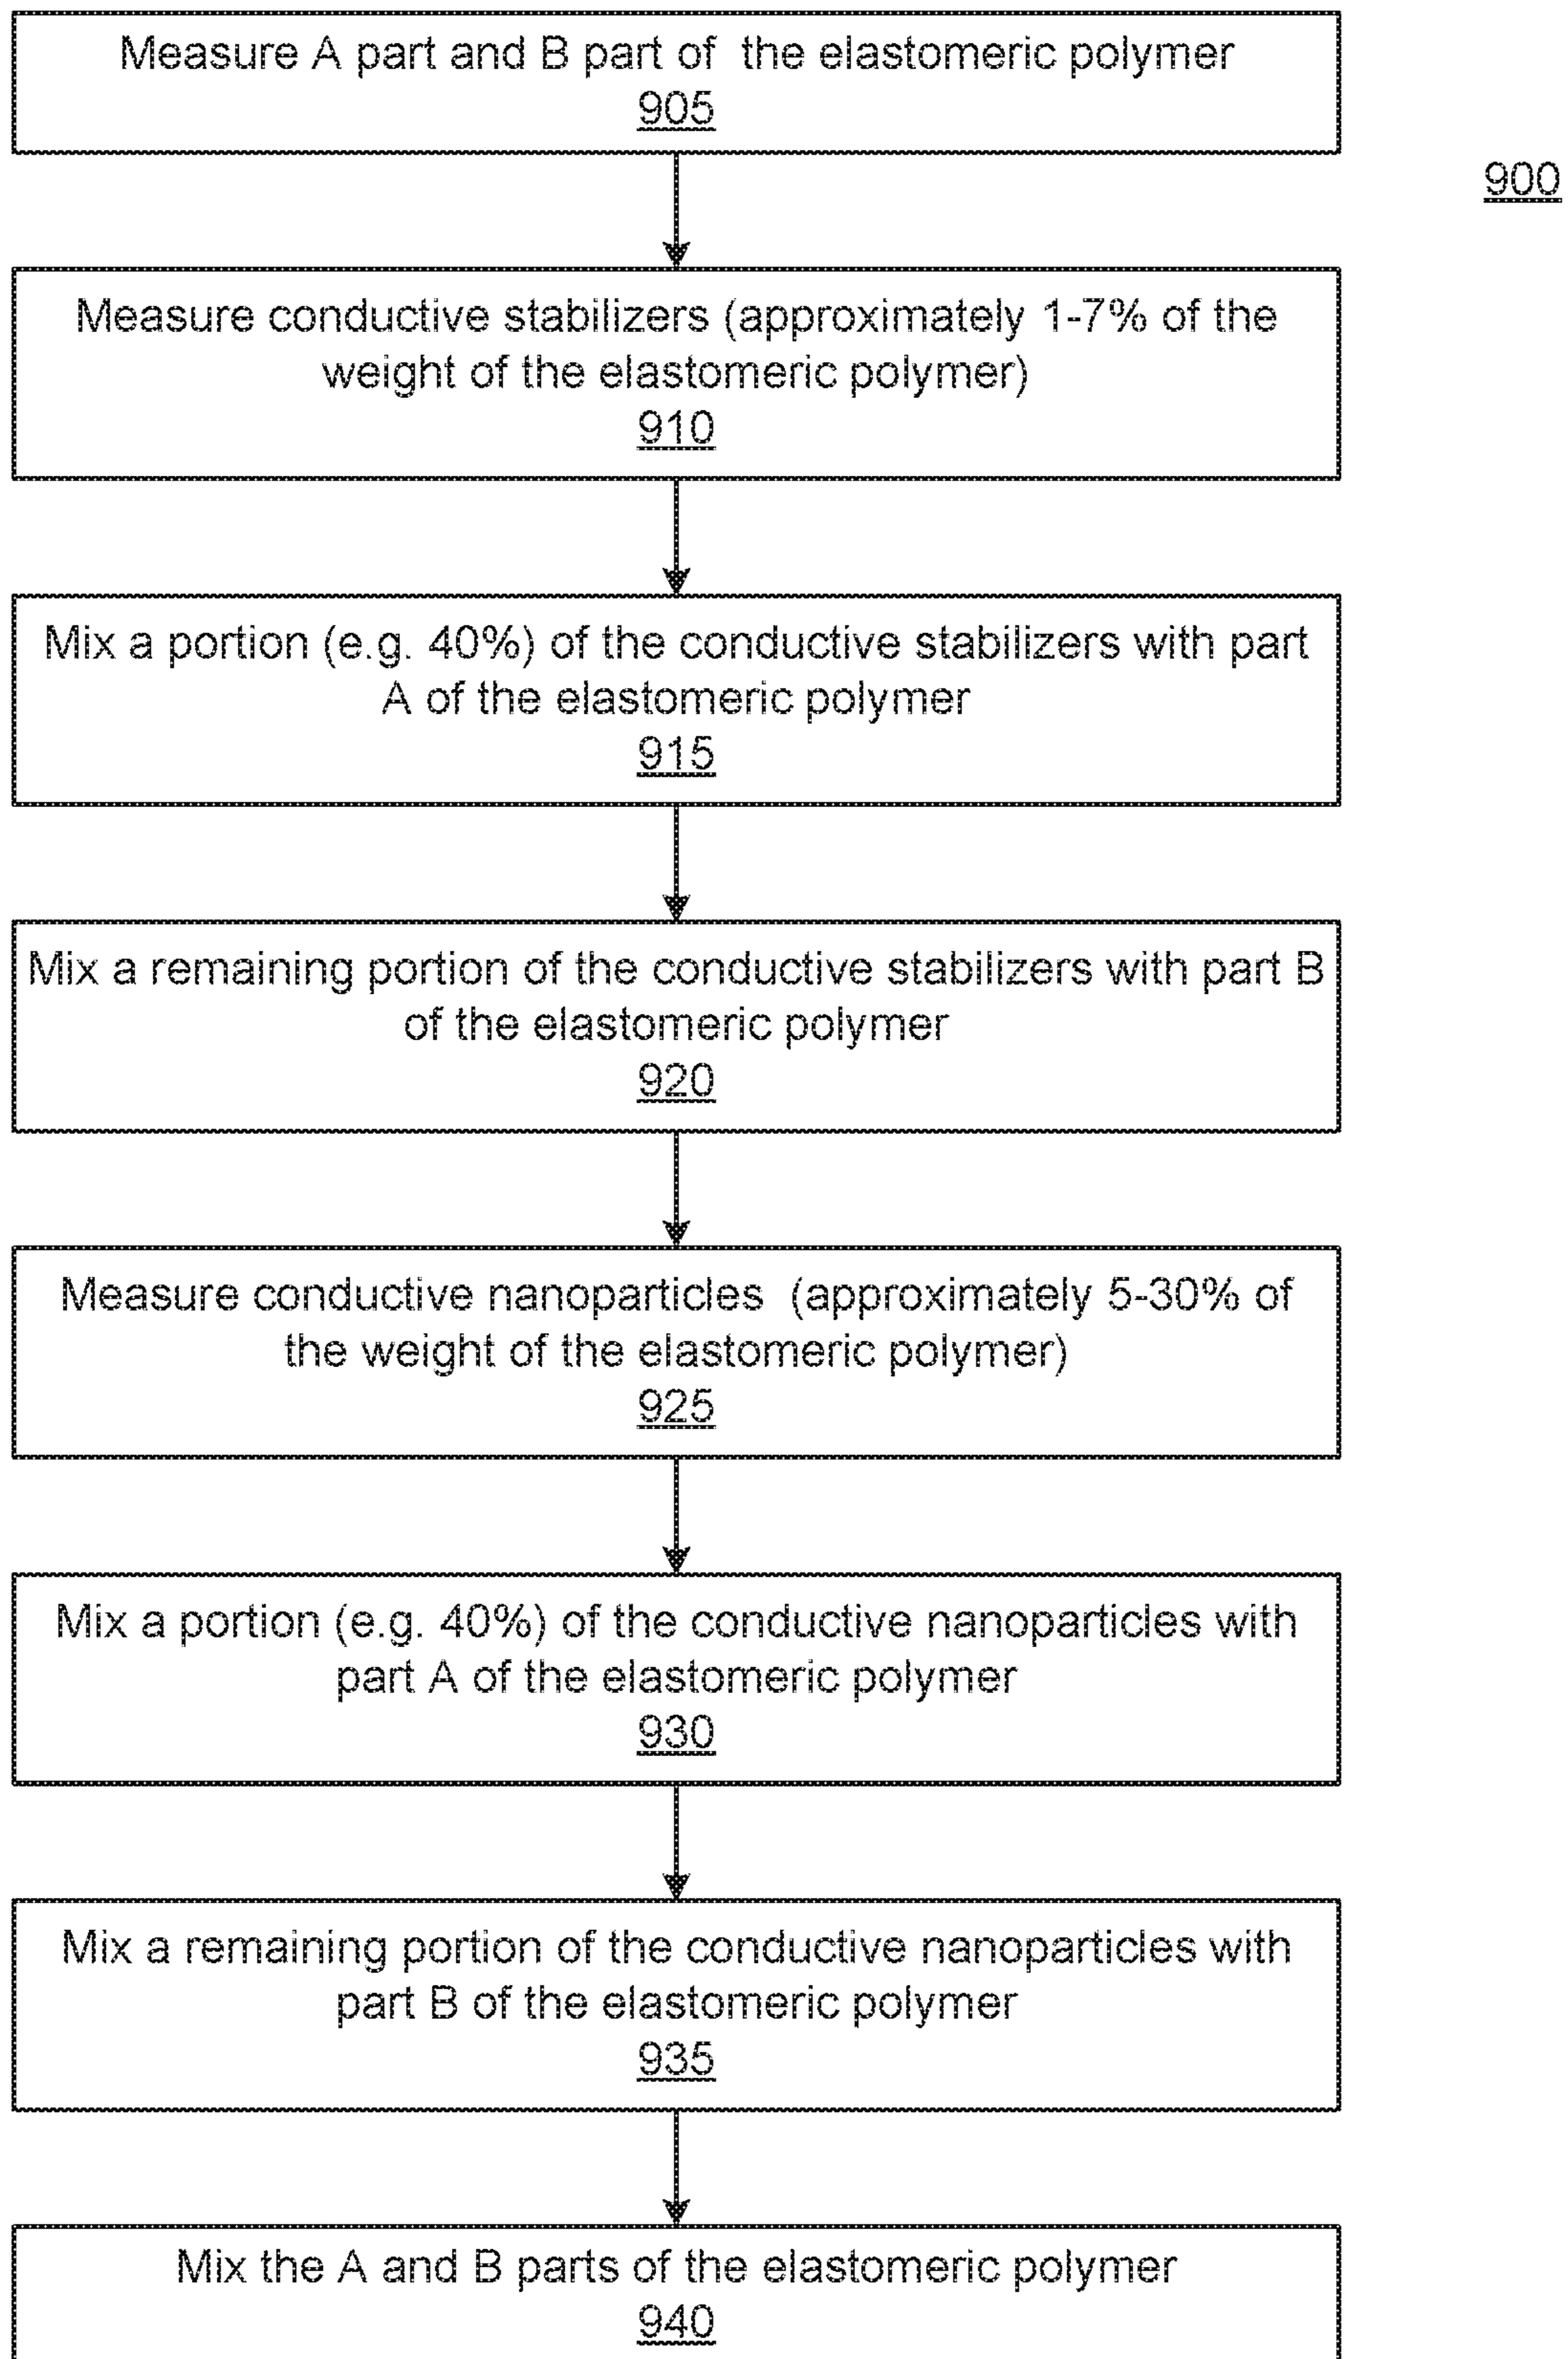 Measure A part and B part of the elastomeric polymer
905
900
Measure conductive stabilizers (approximately 1-7% of the
weight of the elastomeric polymer)
910
Mix a portion (e.g. 40%) of the conductive stabilizers with part
A of the elastomeric polymer
915
Mix a remaining portion of the conductive stabilizers with part B
of the elastomeric polymer
920
Measure conductive nanoparticles (approximately 5-30% of
the weight of the elastomeric polymer)
925
Mix a portion (e.g. 40%) of the conductive nanoparticles with
part A of the elastomeric polymer
930
Mix a remaining portion of the conductive nanoparticles with
part B of the elastomeric polymer
935
Mix the A and B parts of the elastomeric polymer
940